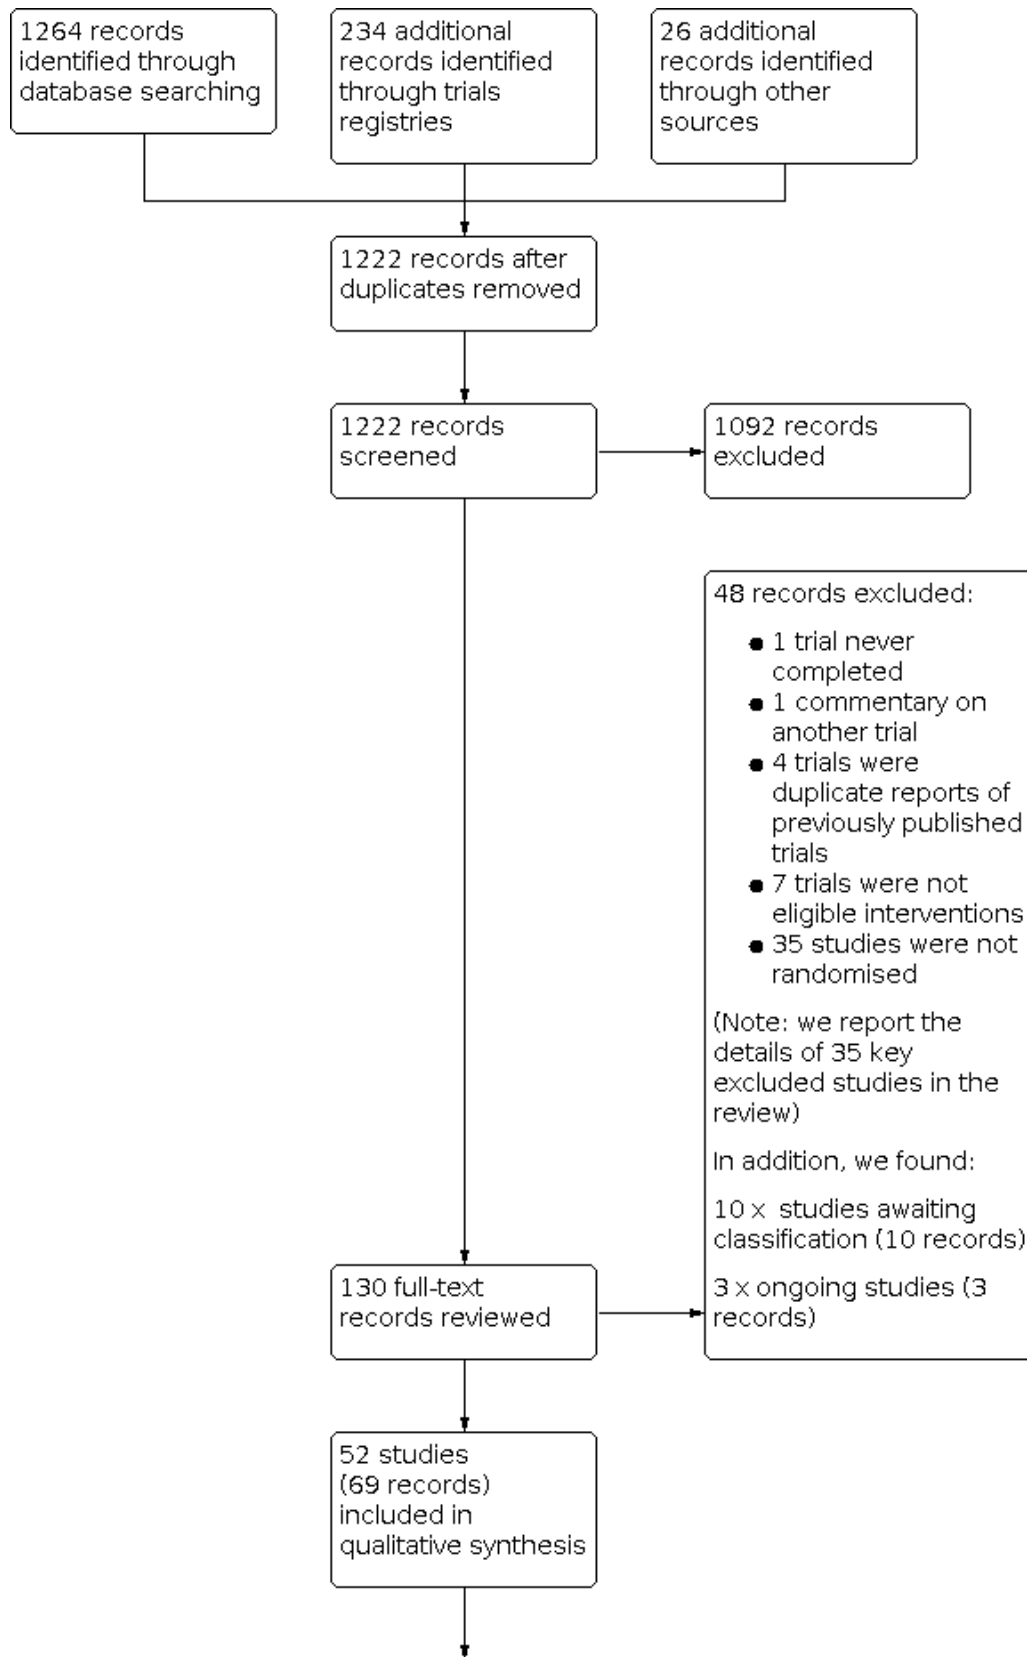 1264 records
identified through
database searching
234 additional
records identified
through trials
registries
26 additional
records identified
through other
sources
1222 records after
duplicates removed
1222 records
screened
1092 records
excluded
48 records excluded:
● 1 trial never
completed
● 1 commentary on
another trial
● 4 trials were
duplicate reports of
previously published
trials
● 7 trials were not
eligible interventions
● 35 studies were not
randomised
(Note: we report the
details of 35 key
excluded studies in the
review)
In addition, we found:
10 x  studies awaiting
classification (10 records)
3 x ongoing studies (3
records)
130 full-text
records reviewed
52 studies
(69 records)
included in
qualitative synthesis